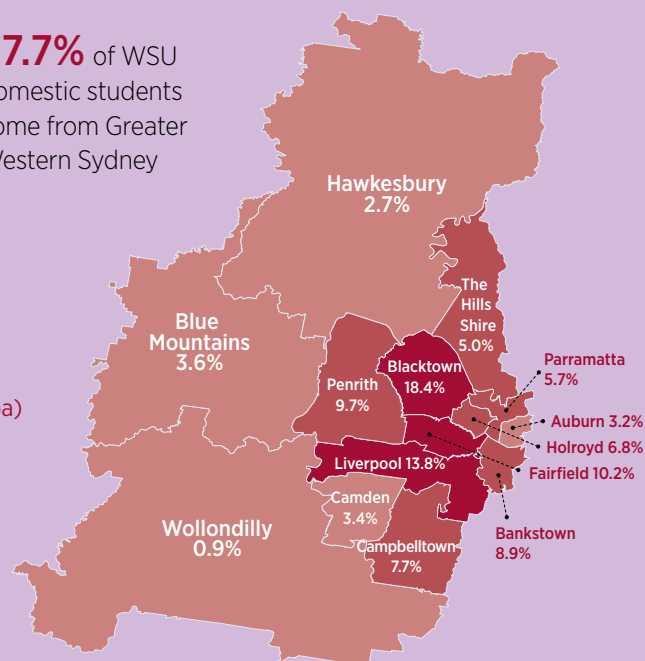 7.7% of WSU
omestic students
ome from Greater
Western Sydney
Hawkesbury
2.7%
The
Hills
Shire
5.0%
Blue
Mountains
3.6%
Blacktown
18.4%
Penrith
9.7%
Parramatta
5.7%
a)
Auburn 3.2%
Holroyd 6.8%
Fairfield 10.2%
Liverpool 13.8%
Camden
3.4%
Wollondilly
0.9%
Campbelltown
7.7%
Bankstown
8.9%